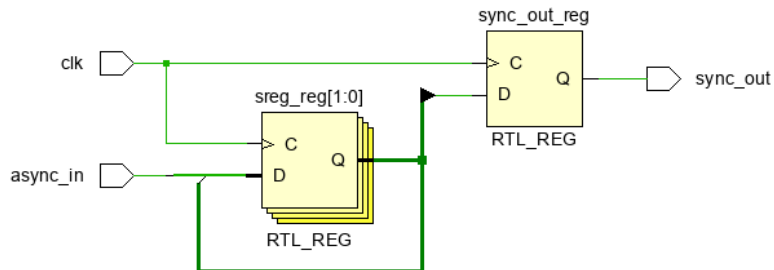 sync_out_reg
clk
C
Q
sync_out
D
sreg_reg[1:0]
RTL_REG
C
Q
async_in
D
RTL_REG